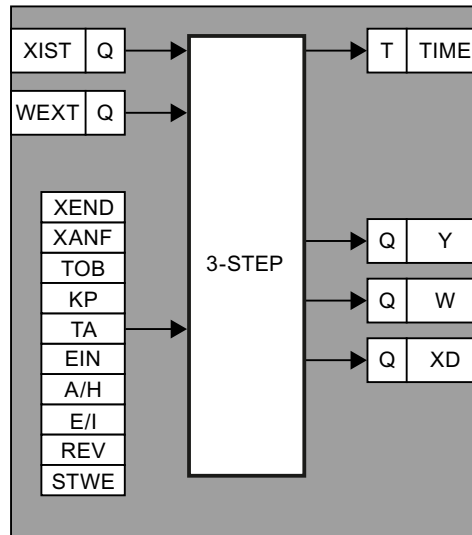 XIST Q
T TIME
WEXT Q
XEND
XANF
TOB
KP
TA
EIN
A/H
E/I
REV
STWE
3-STEP
Q Y
Q W
Q XD